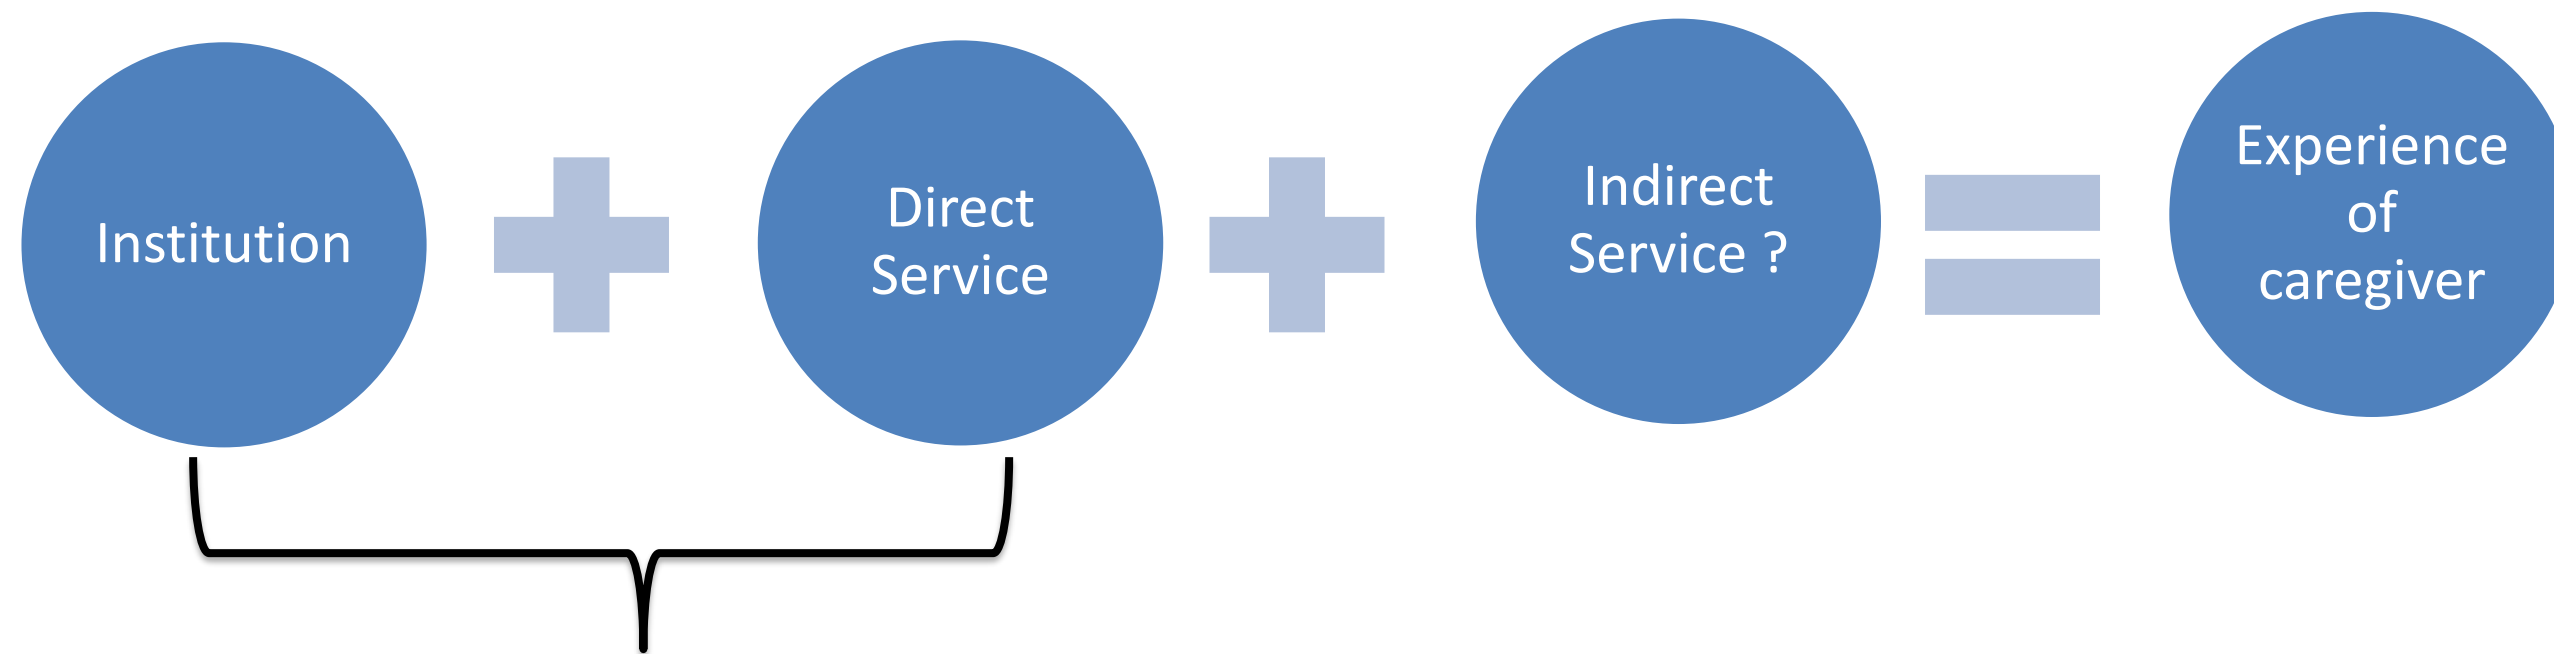 Institution
Direct
Service
Indirect
Service ?
Experience
of
caregiver